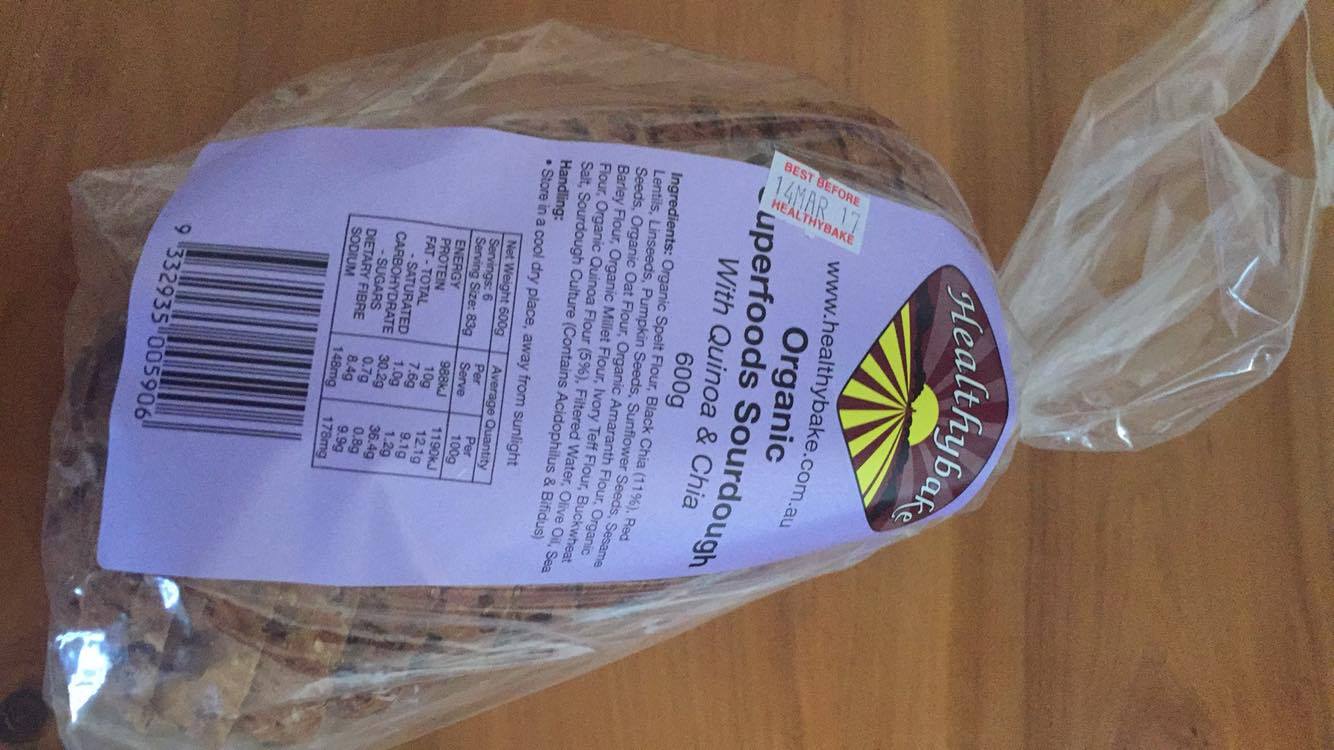 Healthybake
www.healthybake.com.au
BEST BEFORE
14MAR 17
HEALTHYBAKE
Organic
uperfoods Sourdough
With Quinoa & Chia
600g
Ingredients: Organic Spelt Flour, Black Chia (11%), Red
Lentils, Linseeds, Pumpkin Seeds, Sunflower Seeds, Sesame
Seeds, Organic Oat Flour, Organic Amaranth Flour, Organic
Barley Flour, Organic Millet Flour, Ivory Teff Flour, Buckwheat
Flour, Organic Quinoa Flour (5%), Filtered Water, Olive Oil, Sea
Salt, Sourdough Culture (Contains Acidophilus & Bifidus)
Handling:
• Store in a cool dry place, away from sunlight
Net Weight 600g Average Quantity
Servings: 6 Per Per
Serving Size: 83g Serve 100g
ENERGY 988kJ 1190kJ
PROTEIN 10g 12.1g
FAT - TOTAL 7.6g 9.1g
- SATURATED 1.0g 1.2g
CARBOHYDRATE 30.2g 36.4g
- SUGARS 0.7g 0.8g
DIETARY FIBRE 8.4g 9.9g
SODIUM 148mg 178mg
9 332935 005906